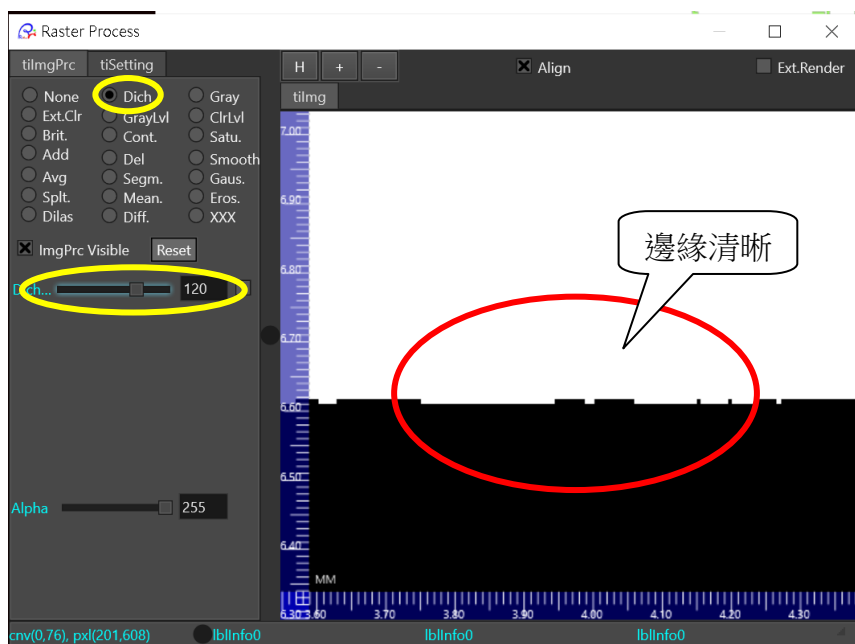 Raster Process
tiImgPrc tiSetting
H + -
Align
Ext.Render
tiImg
None Dich Gray
Ext.Clr GrayLvl ClrLvl
Brit. Cont. Satu.
Add Del Smooth
Avg Segm. Gaus.
Splt. Mean. Eros.
Dilas Diff. XXX
ImgPrc Visible Reset
Dich... 120
Alpha 255
7.00
6.90
6.80
6.70
6.60
6.50
6.40
邊緣清晰
MM
6.30 3.60 3.70 3.80 3.90 4.00 4.10 4.20 4.30
cnv(0,76), pxl(201,608) lblInfo0 lblInfo0 lblInfo0